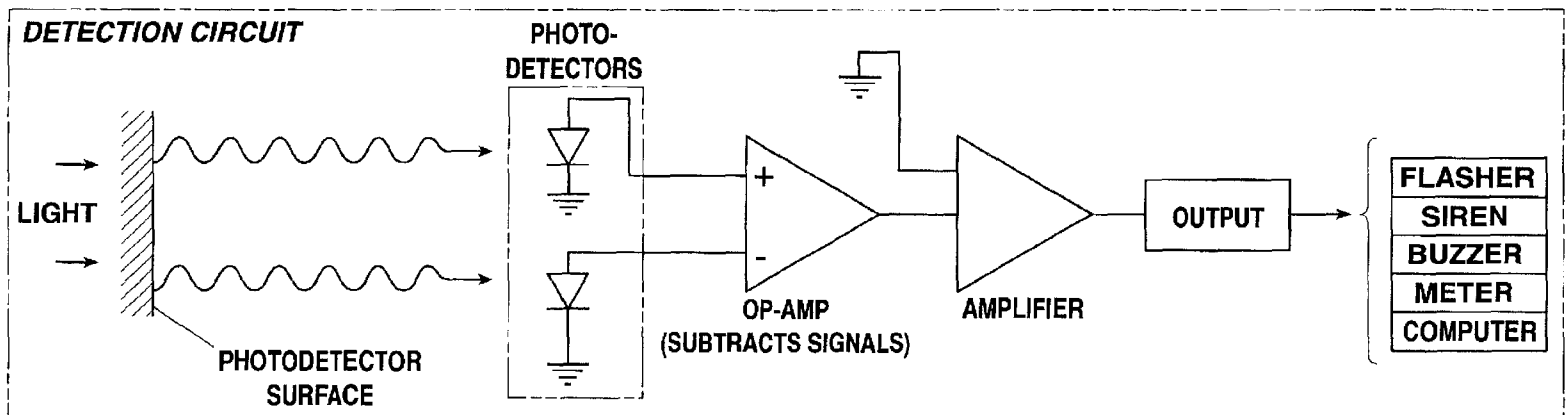 DETECTION CIRCUIT
PHOTO-
DETECTORS
LIGHT
PHOTODETECTOR
SURFACE
+
-
OP-AMP
(SUBTRACTS SIGNALS)
AMPLIFIER
OUTPUT
FLASHER
SIREN
BUZZER
METER
COMPUTER